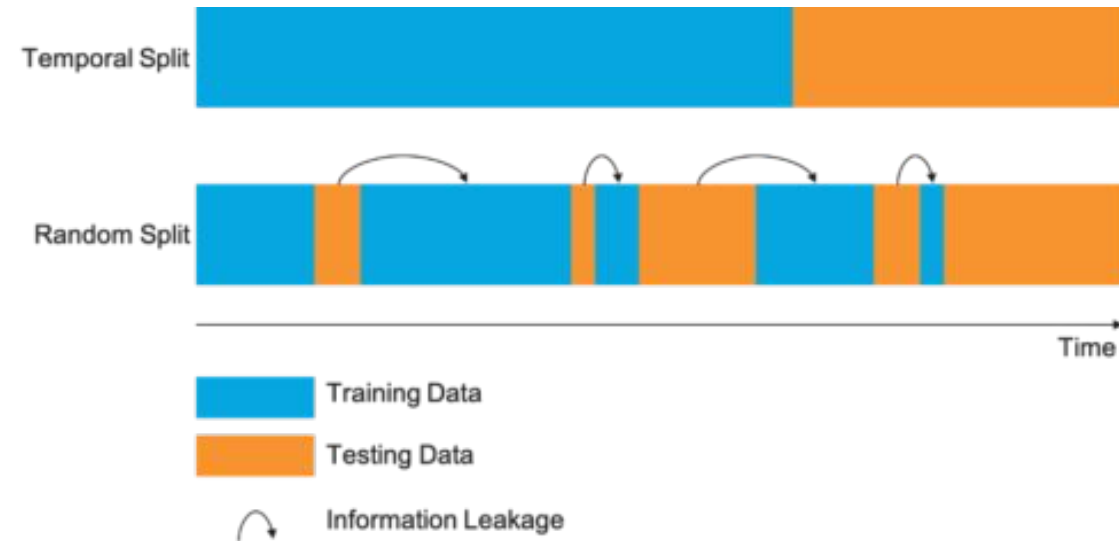 Temporal Split
Random Split
Time
Training Data
Testing Data
Information Leakage